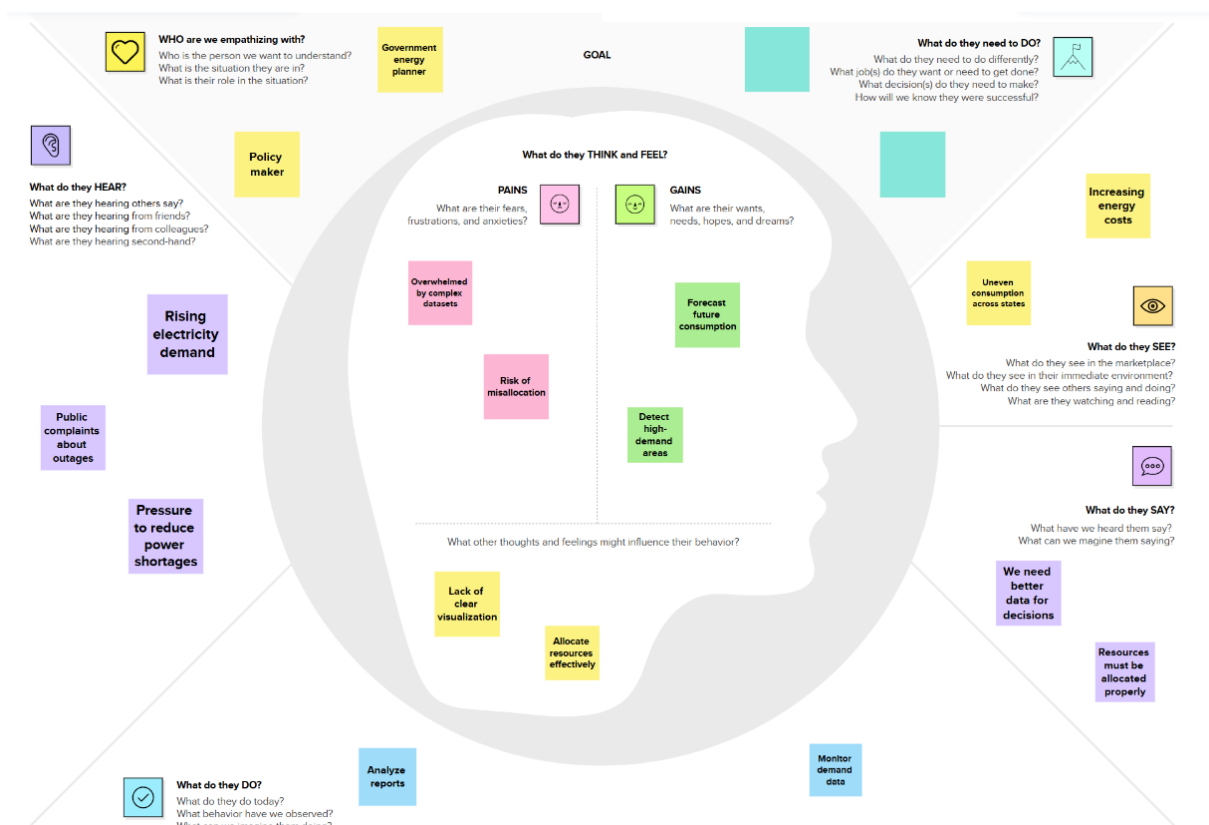 WHO are we empathizing with?
Who is the person we want to understand?
What is the situation they are in?
What is their role in the situation?
Government
energy
planner
GOAL
What do they need to DO?
What do they need to do differently?
What job(s) do they want or need to get done?
What decision(s) do they need to make?
How will we know they were successful?
Policy
maker
What do they HEAR?
What are they hearing others say?
What are they hearing from friends?
What are they hearing from colleagues?
What are they hearing second-hand?
Rising
electricity
demand
Public
complaints
about
outages
Pressure
to reduce
power
shortages
What do they THINK and FEEL?
PAINS
What are their fears,
frustrations, and anxieties?
GAINS
What are their wants,
needs, hopes, and dreams?
Overwhelmed
by complex
datasets
Risk of
misallocation
Forecast
future
consumption
Detect
high-
demand
areas
What other thoughts and feelings might influence their behavior?
Lack of
clear
visualization
Allocate
resources
effectively
Increasing
energy
costs
Uneven
consumption
across states
What do they SEE?
What do they see in the marketplace?
What do they see in their immediate environment?
What do they see others saying and doing?
What are they watching and reading?
What do they SAY?
What have we heard them say?
What can we magine them saying?
We need
better
data for
decisions
Resources
must be
allocated
properly
What do they DO?
What do they do today?
What behavior have we observed?
What can we imagine them doing?
Analyze
reports
Monitor
demand
data